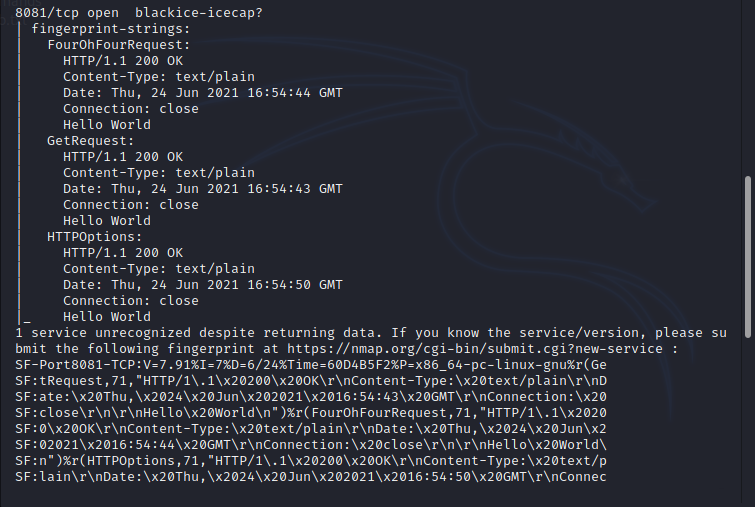 8081/tcp open  blackice-icecap?
| fingerprint-strings:
|   FourOhFourRequest:
|     HTTP/1.1 200 OK
|     Content-Type: text/plain
|     Date: Thu, 24 Jun 2021 16:54:44 GMT
|     Connection: close
|     Hello World
|   GetRequest:
|     HTTP/1.1 200 OK
|     Content-Type: text/plain
|     Date: Thu, 24 Jun 2021 16:54:43 GMT
|     Connection: close
|     Hello World
|   HTTPOptions:
|     HTTP/1.1 200 OK
|     Content-Type: text/plain
|     Date: Thu, 24 Jun 2021 16:54:50 GMT
|     Connection: close
|_    Hello World
1 service unrecognized despite returning data. If you know the service/version, please su
bmit the following fingerprint at https://nmap.org/cgi-bin/submit.cgi?new-service :
SF-Port8081-TCP:V=7.91%I=7%D=6/24%Time=60D4B5F2%P=x86_64-pc-linux-gnu%r(Ge
SF:tRequest,71,"HTTP/1\.1\x20200\x20OK\r\nContent-Type:\x20text/plain\r\nD
SF:ate:\x20Thu,\x2024\x20Jun\x202021\x2016:54:43\x20GMT\r\nConnection:\x20
SF:close\r\n\r\nHello\x20World\n")%r(FourOhFourRequest,71,"HTTP/1\.1\x2020
SF:0\x20OK\r\nContent-Type:\x20text/plain\r\nDate:\x20Thu,\x2024\x20Jun\x2
SF:02021\x2016:54:44\x20GMT\r\nConnection:\x20close\r\n\r\nHello\x20World\
SF:n")%r(HTTPOptions,71,"HTTP/1\.1\x20200\x20OK\r\nContent-Type:\x20text/p
SF:lain\r\nDate:\x20Thu,\x2024\x20Jun\x202021\x2016:54:50\x20GMT\r\nConnec